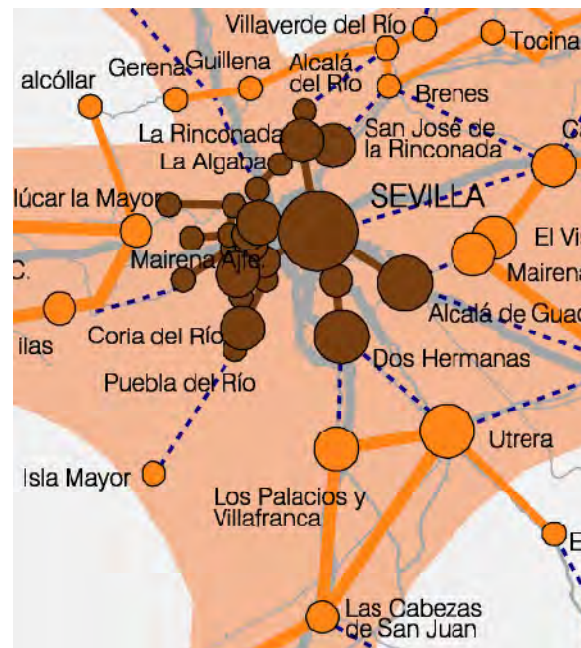 Villaverde del Río
Tocina
alcóllar
Gerena
Guillena
Alcalá
del Río
Brenes
La Rinconada
San José de
la Rinconada
C
La Algaba
lúcar la Mayor
SEVILLA
El Vi
C.
Mairena Ajfe.
Mairena
Alcalá de Guad
ilas
Coria del Río
Dos Hermanas
Puebla del Río
Utrera
Isla Mayor
Los Palacios y
Villafranca
E
Las Cabezas
de San Juan